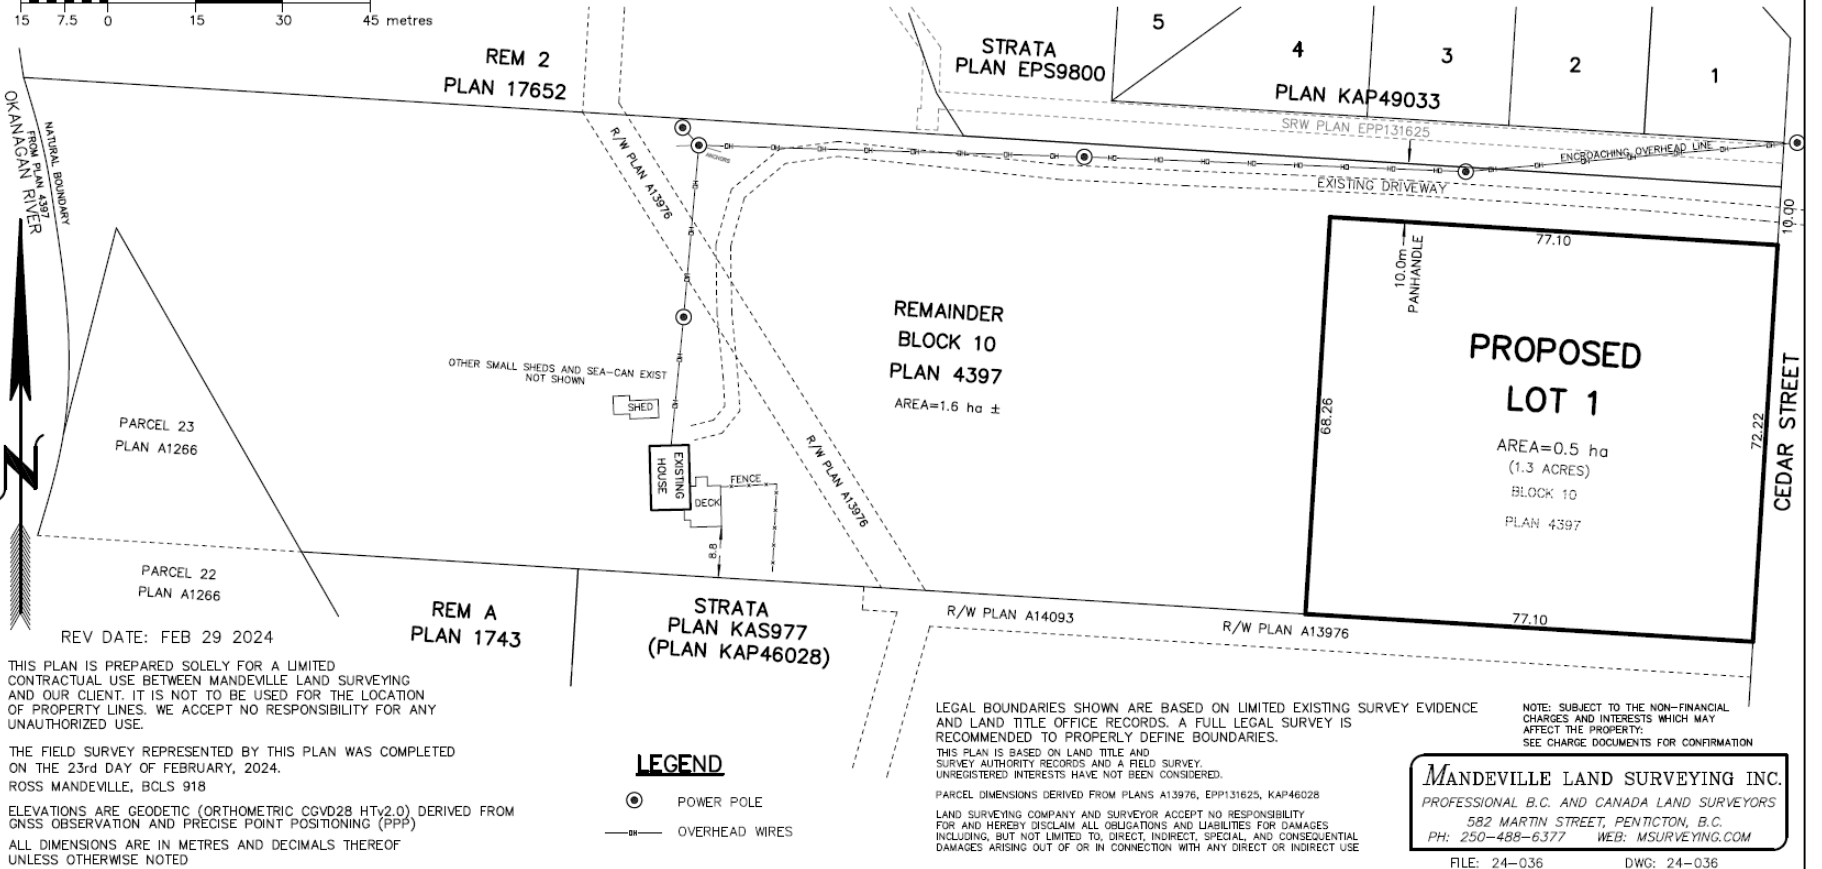 15 7.5 0 15 30 45 metres
REM 2
PLAN 17652
STRATA
PLAN EPS9800
5
4
3
2
1
PLAN KAP49033
SRW PLAN EPP131625
OKANAGAN RIVER
NATURAL BOUNDARY
FROM PLAN 4397
R/W PLAN A13976
ANCHORS
ENCROACHING OVERHEAD LINE
EXISTING DRIVEWAY
10.00
77.10
10.0m
PANHANDLE
REMAINDER
BLOCK 10
PLAN 4397
AREA=1.6 ha ±
PROPOSED
LOT 1
AREA=0.5 ha
(1.3 ACRES)
BLOCK 10
PLAN 4397
68.26
72.22
CEDAR STREET
OTHER SMALL SHEDS AND SEA-CAN EXIST
NOT SHOWN
SHED
PARCEL 23
PLAN A1266
N
EXISTING
HOUSE
DECK
FENCE
8.8
R/W PLAN A13976
PARCEL 22
PLAN A1266
REM A
PLAN 1743
STRATA
PLAN KAS977
(PLAN KAP46028)
R/W PLAN A14093
R/W PLAN A13976
77.10
REV DATE: FEB 29 2024
THIS PLAN IS PREPARED SOLELY FOR A LIMITED
CONTRACTUAL USE BETWEEN MANDEVILLE LAND SURVEYING
AND OUR CLIENT. IT IS NOT TO BE USED FOR THE LOCATION
OF PROPERTY LINES. WE ACCEPT NO RESPONSIBILITY FOR ANY
UNAUTHORIZED USE.
THE FIELD SURVEY REPRESENTED BY THIS PLAN WAS COMPLETED
ON THE 23rd DAY OF FEBRUARY, 2024.
ROSS MANDEVILLE, BCLS 918
ELEVATIONS ARE GEODETIC (ORTHOMETRIC CGVD28 HTv2.0) DERIVED FROM
GNSS OBSERVATION AND PRECISE POINT POSITIONING (PPP)
ALL DIMENSIONS ARE IN METRES AND DECIMALS THEREOF
UNLESS OTHERWISE NOTED
LEGEND
POWER POLE
OH OVERHEAD WIRES
LEGAL BOUNDARIES SHOWN ARE BASED ON LIMITED EXISTING SURVEY EVIDENCE
AND LAND TITLE OFFICE RECORDS. A FULL LEGAL SURVEY IS
RECOMMENDED TO PROPERLY DEFINE BOUNDARIES.
THIS PLAN IS BASED ON LAND TITLE AND
SURVEY AUTHORITY RECORDS AND A FIELD SURVEY.
UNREGISTERED INTERESTS HAVE NOT BEEN CONSIDERED.
PARCEL DIMENSIONS DERIVED FROM PLANS A13976, EPP131625, KAP46028
LAND SURVEYING COMPANY AND SURVEYOR ACCEPT NO RESPONSIBILITY
FOR AND HEREBY DISCLAIM ALL OBLIGATIONS AND LIABILITIES FOR DAMAGES
INCLUDING, BUT NOT LIMITED TO, DIRECT, INDIRECT, SPECIAL, AND CONSEQUENTIAL
DAMAGES ARISING OUT OF OR IN CONNECTION WITH ANY DIRECT OR INDIRECT USE
NOTE: SUBJECT TO THE NON-FINANCIAL
CHARGES AND INTERESTS WHICH MAY
AFFECT THE PROPERTY:
SEE CHARGE DOCUMENTS FOR CONFIRMATION
MANDEVILLE LAND SURVEYING INC.
PROFESSIONAL B.C. AND CANADA LAND SURVEYORS
582 MARTIN STREET, PENTICTON, B.C.
PH: 250-488-6377 WEB: MSURVEYING.COM
FILE: 24-036 DWG: 24-036